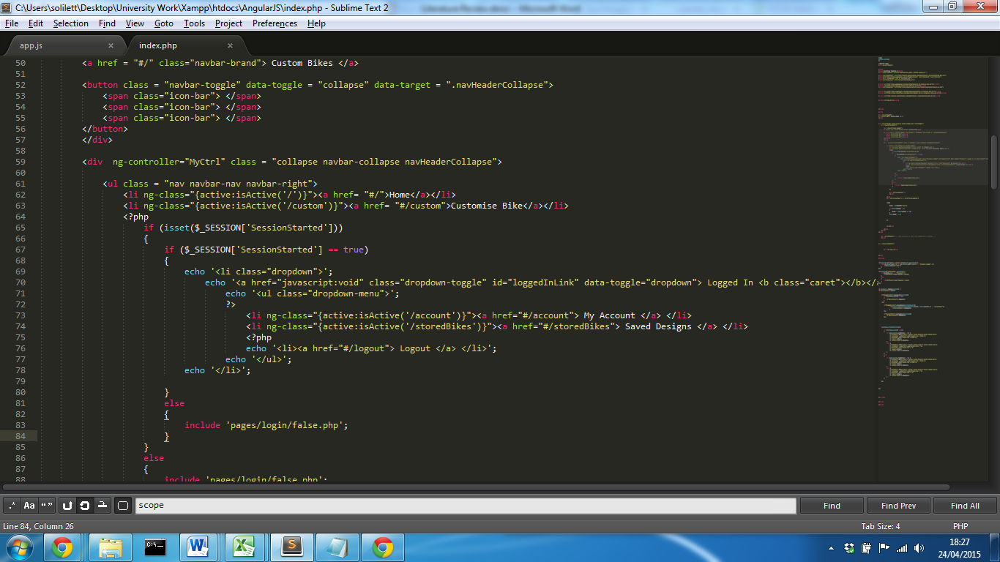 C:\Users\solilett\Desktop\University Work\Xampp\htdocs\AngularJS\index.php - Sublime Text 2
File Edit Selection Find View Goto Tools Project Preferences Help
app.js × index.php ×
50 <a href = "#/" class="navbar-brand"> Custom Bikes </a>
51
52 <button class = "navbar-toggle" data-toggle = "collapse" data-target = ".navHeaderCollapse">
53 <span class="icon-bar"> </span>
54 <span class="icon-bar"> </span>
55 <span class="icon-bar"> </span>
56 </button>
57 </div>
58
59 <div  ng-controller="MyCtrl" class = "collapse navbar-collapse navHeaderCollapse">
60
61 <ul class = "nav navbar-nav navbar-right">
62 <li ng-class="{active:isActive('/')}"><a href= "#/">Home</a></li>
63 <li ng-class="{active:isActive('/custom')}"><a href= "#/custom">Customise Bike</a></li>
64 <?php
65 if (isset($_SESSION['SessionStarted']))
66 {
67 if ($_SESSION['SessionStarted'] == true)
68 {
69 echo '<li class="dropdown">';
70 echo '<a href="javascript:void" class="dropdown-toggle" id="loggedInLink" data-toggle="dropdown"> Logged In <b class="caret"></b></
71 echo '<ul class="dropdown-menu">';
72 ?>
73 <li ng-class="{active:isActive('/account')}"><a href="#/account"> My Account </a> </li>
74 <li ng-class="{active:isActive('/storedBikes')}"><a href="#/storedBikes"> Saved Designs </a> </li>
75 <?php
76 echo '<li><a href="#/logout"> Logout </a> </li>';
77 echo '</ul>';
78 echo '</li>';
79
80 }
81 else
82 {
83 include 'pages/login/false.php';
84 }
85 }
86 else
87 {
88 include 'pages/login/false.php';
.* Aa “ ” scope Find Find Prev Find All
Line 84, Column 26 Tab Size: 4 PHP
C:\_
18:27
24/04/2015